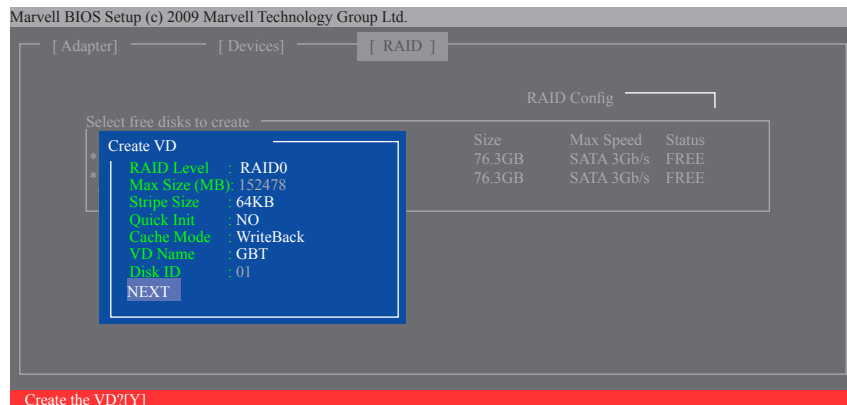 Marvell BIOS Setup (c) 2009 Marvell Technology Group Ltd.
[ Adapter] [ Devices] [ RAID ]
RAID Config
Select free disks to create
Size Max Speed Status
* 76.3GB SATA 3Gb/s FREE
* 76.3GB SATA 3Gb/s FREE
Create VD
RAID Level : RAID0
Max Size (MB): 152478
Stripe Size : 64KB
Quick Init : NO
Cache Mode : WriteBack
VD Name : GBT
Disk ID : 01
NEXT
Create the VD?[Y]